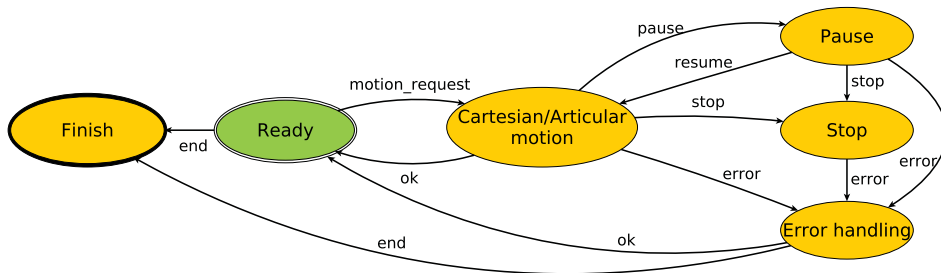 pause
Pause
resume
motion_request
stop
stop
Cartesian/Articular
motion
Finish
Ready
Stop
end
error
error
error
ok
Error handling
ok
end